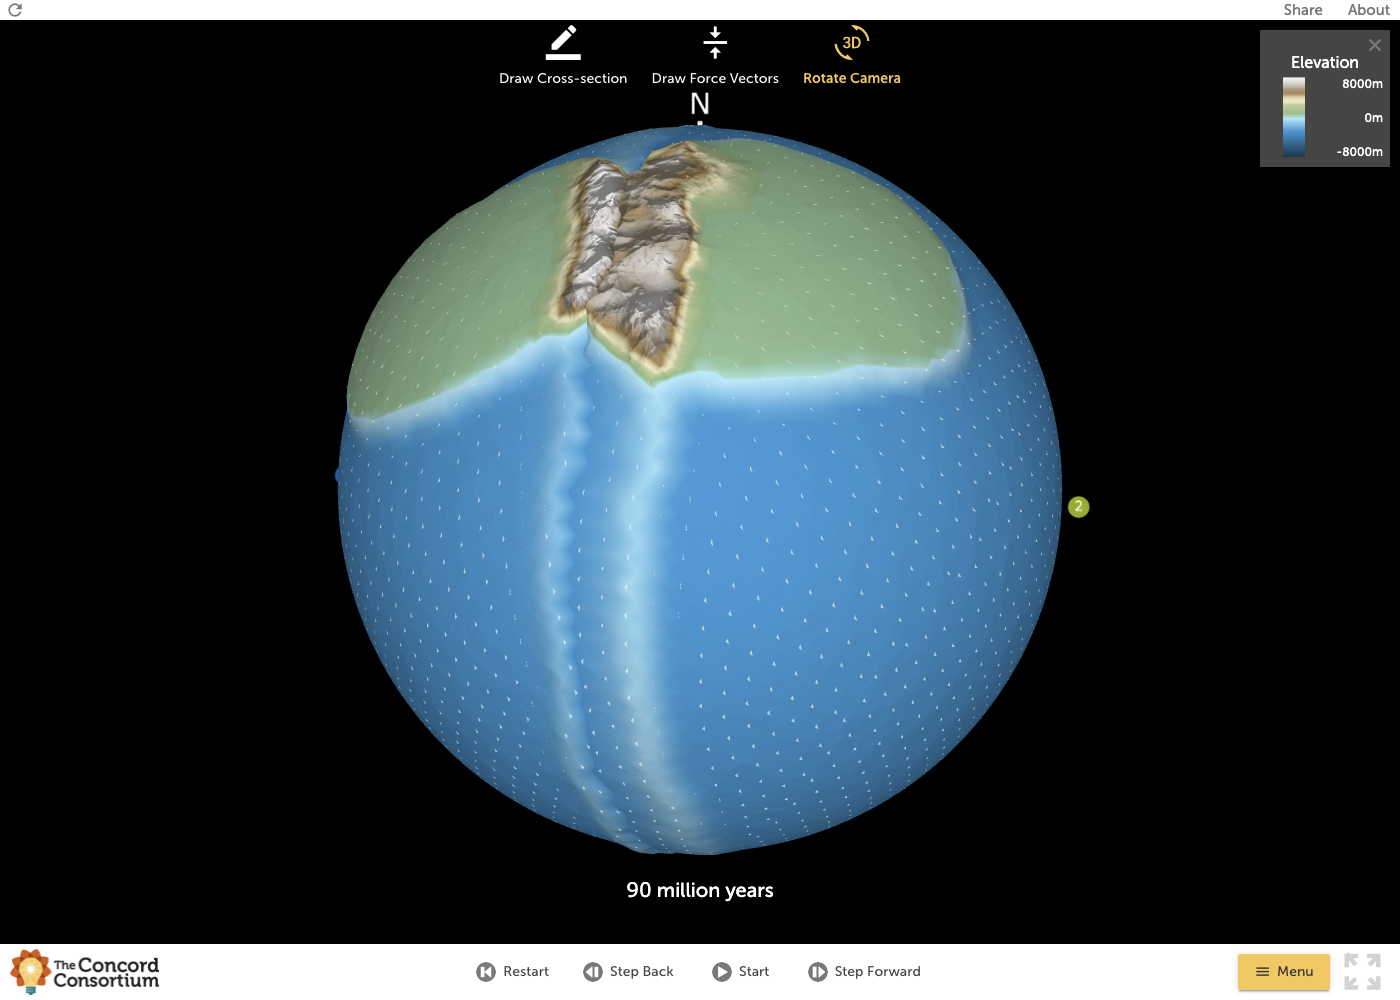 Share About
Draw Cross-section Draw Force Vectors 3D Rotate Camera
N
Elevation
8000m
0m
-8000m
2
90 million years
The Concord
Consortium
Restart Step Back Start Step Forward Menu